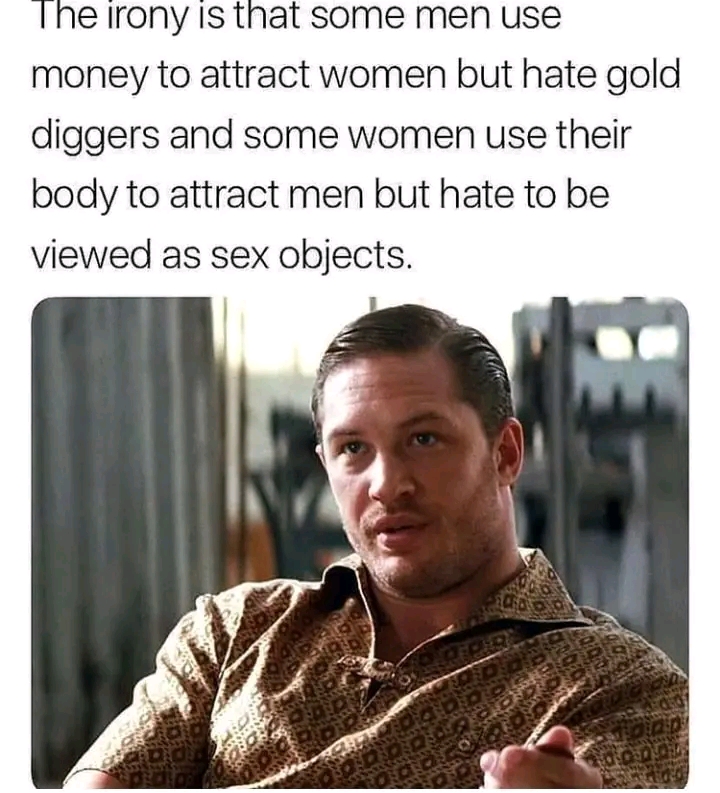 The irony is that some men use
money to attract women but hate gold
diggers and some women use their
body to attract men but hate to be
viewed as sex objects.